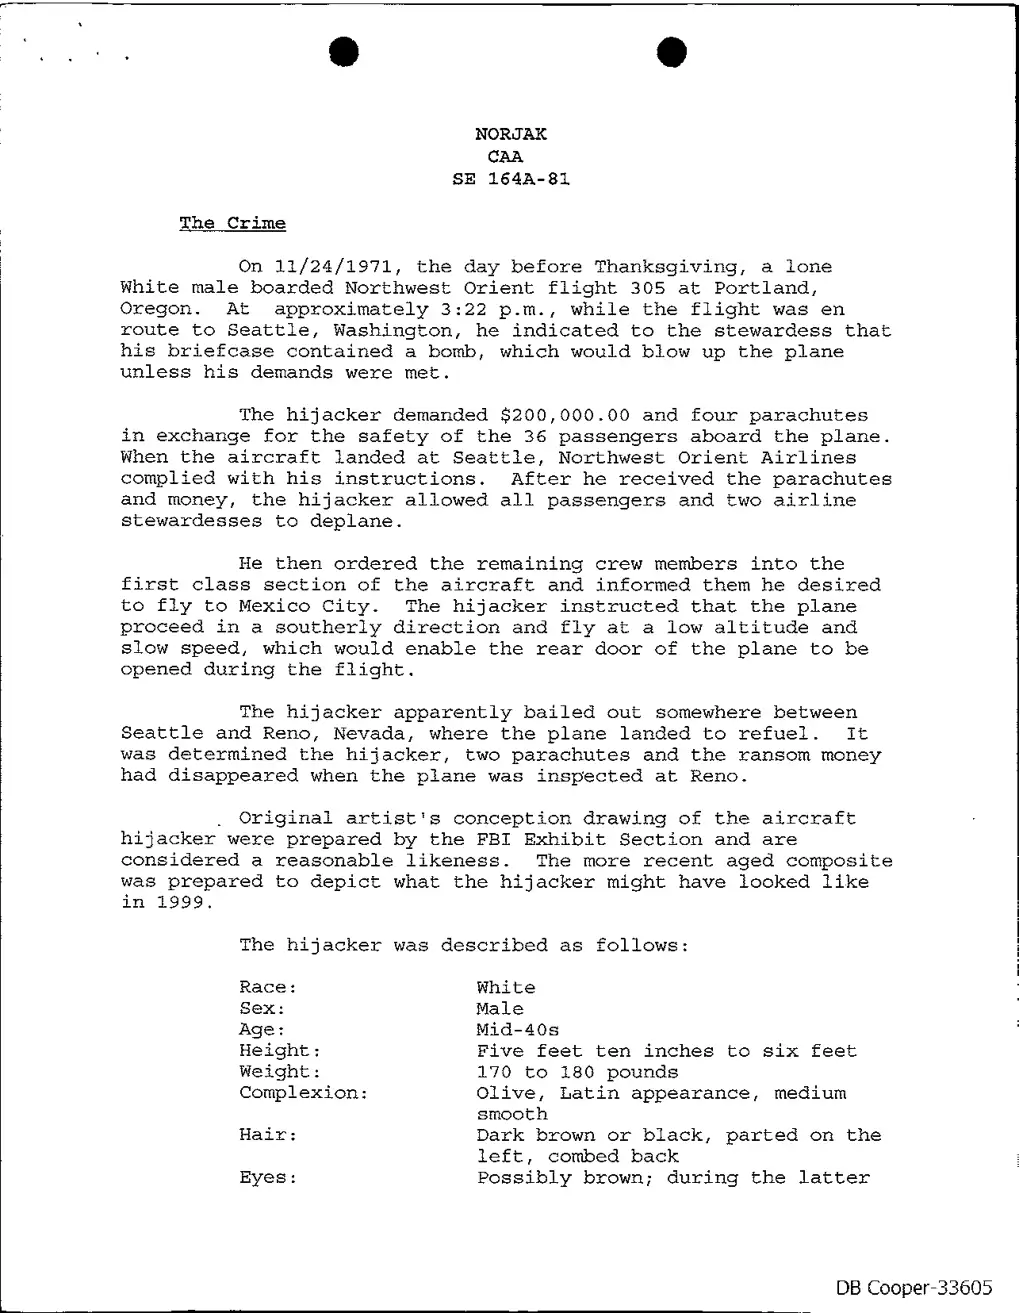 NORJAK
CAA
SE 164A-81
The Crime
On 11/24/1971, the day before Thanksgiving, a lone
White male boarded Northwest Orient flight 305 at Portland,
Oregon. At approximately 3:22 p.m., while the flight was en
route to Seattle, Washington, he indicated to the stewardess that
his briefcase contained a bomb, which would blow up the plane
unless his demands were met.
The hijacker demanded $200,000.00 and four parachutes
in exchange for the safety of the 36 passengers aboard the plane.
When the aircraft landed at Seattle, Northwest Orient Airlines
complied with his instructions. After he received the parachutes
and money, the hijacker allowed all passengers and two airline
stewardesses to deplane.
He then ordered the remaining crew members into the
first class section of the aircraft and informed them he desired
to fly to Mexico City. The hijacker instructed that the plane
proceed in a southerly direction and fly at a low altitude and
slow speed, which would enable the rear door of the plane to be
opened during the flight.
The hijacker apparently bailed out somewhere between
Seattle and Reno, Nevada, where the plane landed to refuel. It
was determined the hijacker, two parachutes and the ransom money
had disappeared when the plane was inspected at Reno.
Original artist's conception drawing of the aircraft
hijacker were prepared by the FBI Exhibit Section and are
considered a reasonable likeness. The more recent aged composite
was prepared to depict what the hijacker might have looked like
in 1999.
The hijacker was described as follows:
Race: White
Sex: Male
Age: Mid-40s
Height: Five feet ten inches to six feet
Weight: 170 to 180 pounds
Complexion: Olive, Latin appearance, medium
smooth
Hair: Dark brown or black, parted on the
left, combed back
Eyes: Possibly brown; during the latter
DB Cooper-33605